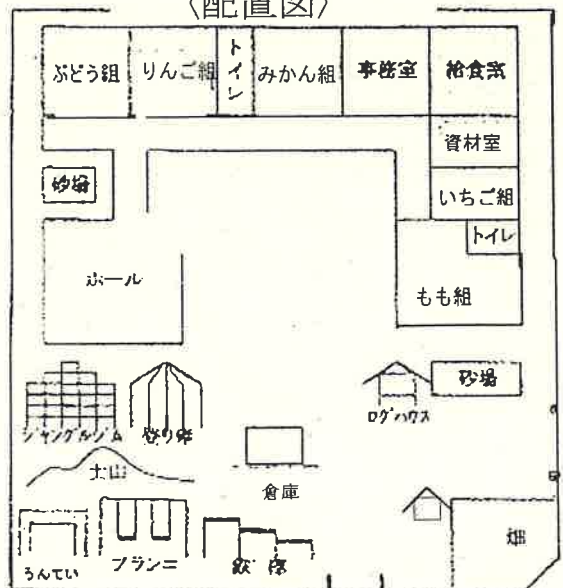 〈配置図〉
ぶどう組
りんご組
トイレ
みかん組
事務室
給食室
資材室
砂場
いちご組
トイレ
ホール
もも組
砂場
ジャングルジム
登り棒
ログハウス
土山
倉庫
畑
うんてい
ブランコ
鉄棒